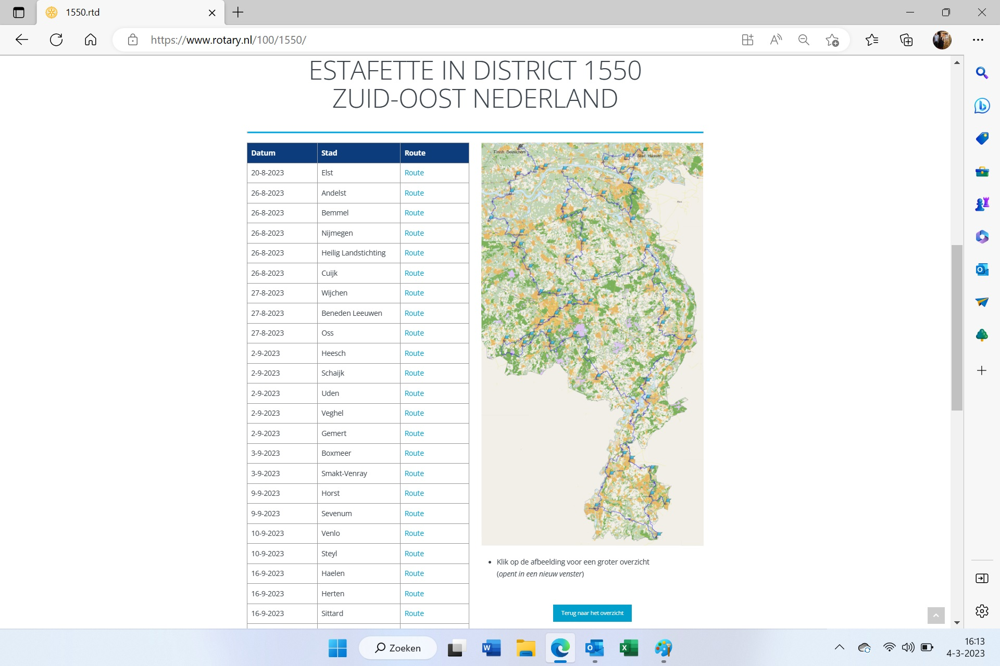 1550.rtd
https://www.rotary.nl/100/1550/
ESTAFETTE IN DISTRICT 1550
ZUID-OOST NEDERLAND
Datum Stad Route
20-8-2023 Elst Route
26-8-2023 Andelst Route
26-8-2023 Bemmel Route
26-8-2023 Nijmegen Route
26-8-2023 Heilig Landstichting Route
26-8-2023 Cuijk Route
27-8-2023 Wijchen Route
27-8-2023 Beneden Leeuwen Route
27-8-2023 Oss Route
2-9-2023 Heesch Route
2-9-2023 Schaijk Route
2-9-2023 Uden Route
2-9-2023 Veghel Route
2-9-2023 Gemert Route
3-9-2023 Boxmeer Route
3-9-2023 Smakt-Venray Route
9-9-2023 Horst Route
9-9-2023 Sevenum Route
10-9-2023 Venlo Route
10-9-2023 Steyl Route
16-9-2023 Haelen Route
16-9-2023 Herten Route
16-9-2023 Sittard Route
Finish: Beusichem
Start: Huissen
• Klik op de afbeelding voor een groter overzicht
(opent in een nieuw venster)
Terug naar het overzicht
Zoeken
16:13
4-3-2023